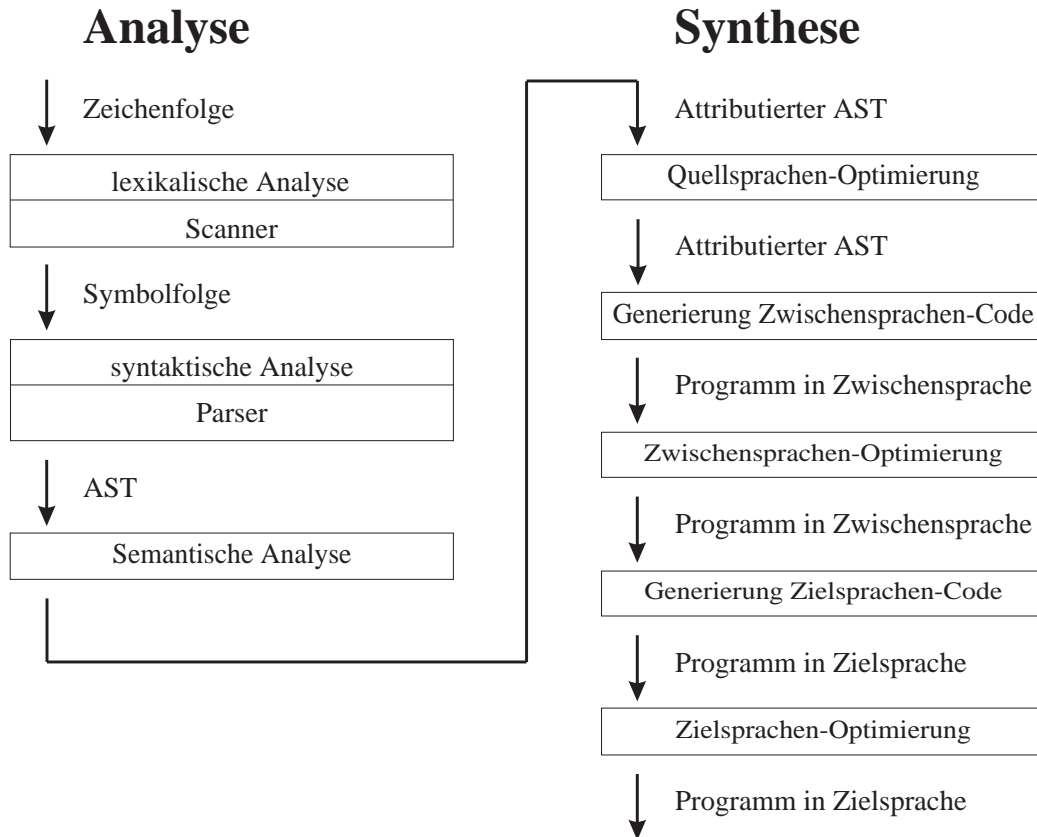 Analyse
Zeichenfolge
lexikalische Analyse
Scanner
Symbolfolge
syntaktische Analyse
Parser
AST
Semantische Analyse
Synthese
Attributierter AST
Quellsprachen-Optimierung
Attributierter AST
Generierung Zwischensprachen-Code
Programm in Zwischensprache
Zwischensprachen-Optimierung
Programm in Zwischensprache
Generierung Zielsprachen-Code
Programm in Zielsprache
Zielsprachen-Optimierung
Programm in Zielsprache